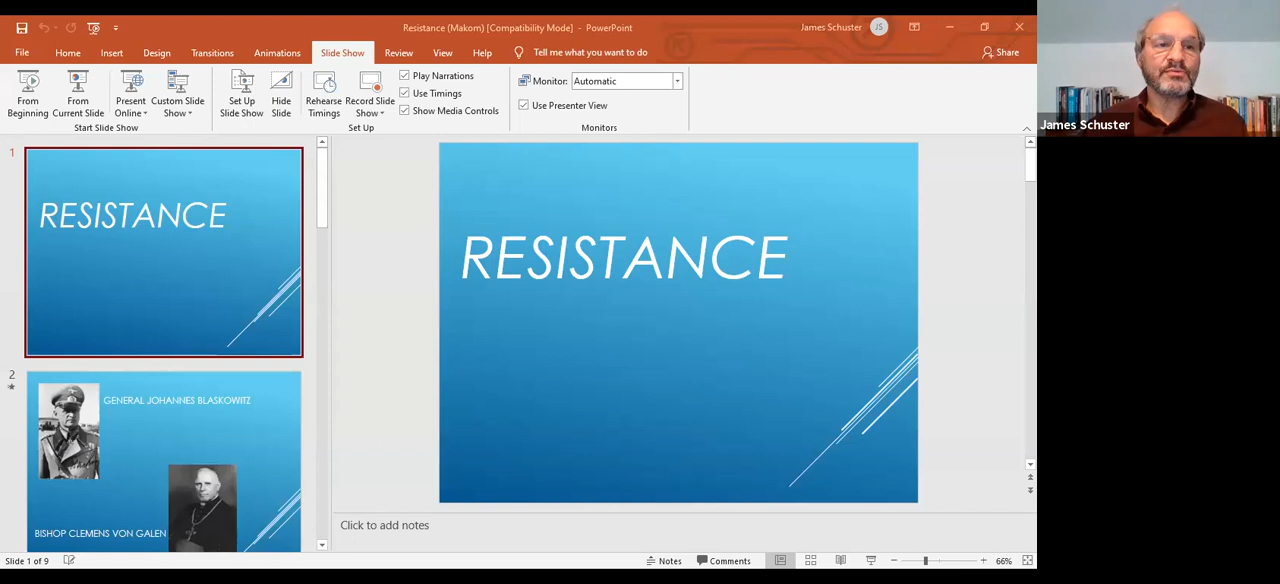 Resistance (Makom) [Compatibility Mode] - PowerPoint
James Schuster
JS
File
Home
Insert
Design
Transitions
Animations
Slide Show
Review
View
Help
Tell me what you want to do
Share
From Beginning
From Current Slide
Present Online
Custom Slide Show
Start Slide Show
Set Up Slide Show
Hide Slide
Rehearse Timings
Record Slide Show
Play Narrations
Use Timings
Show Media Controls
Set Up
Monitor: Automatic
Use Presenter View
Monitors
James Schuster
1
RESISTANCE
2
GENERAL JOHANNES BLASKOWITZ
BISHOP CLEMENS VON GALEN
RESISTANCE
Click to add notes
Slide 1 of 9
Notes
Comments
66%